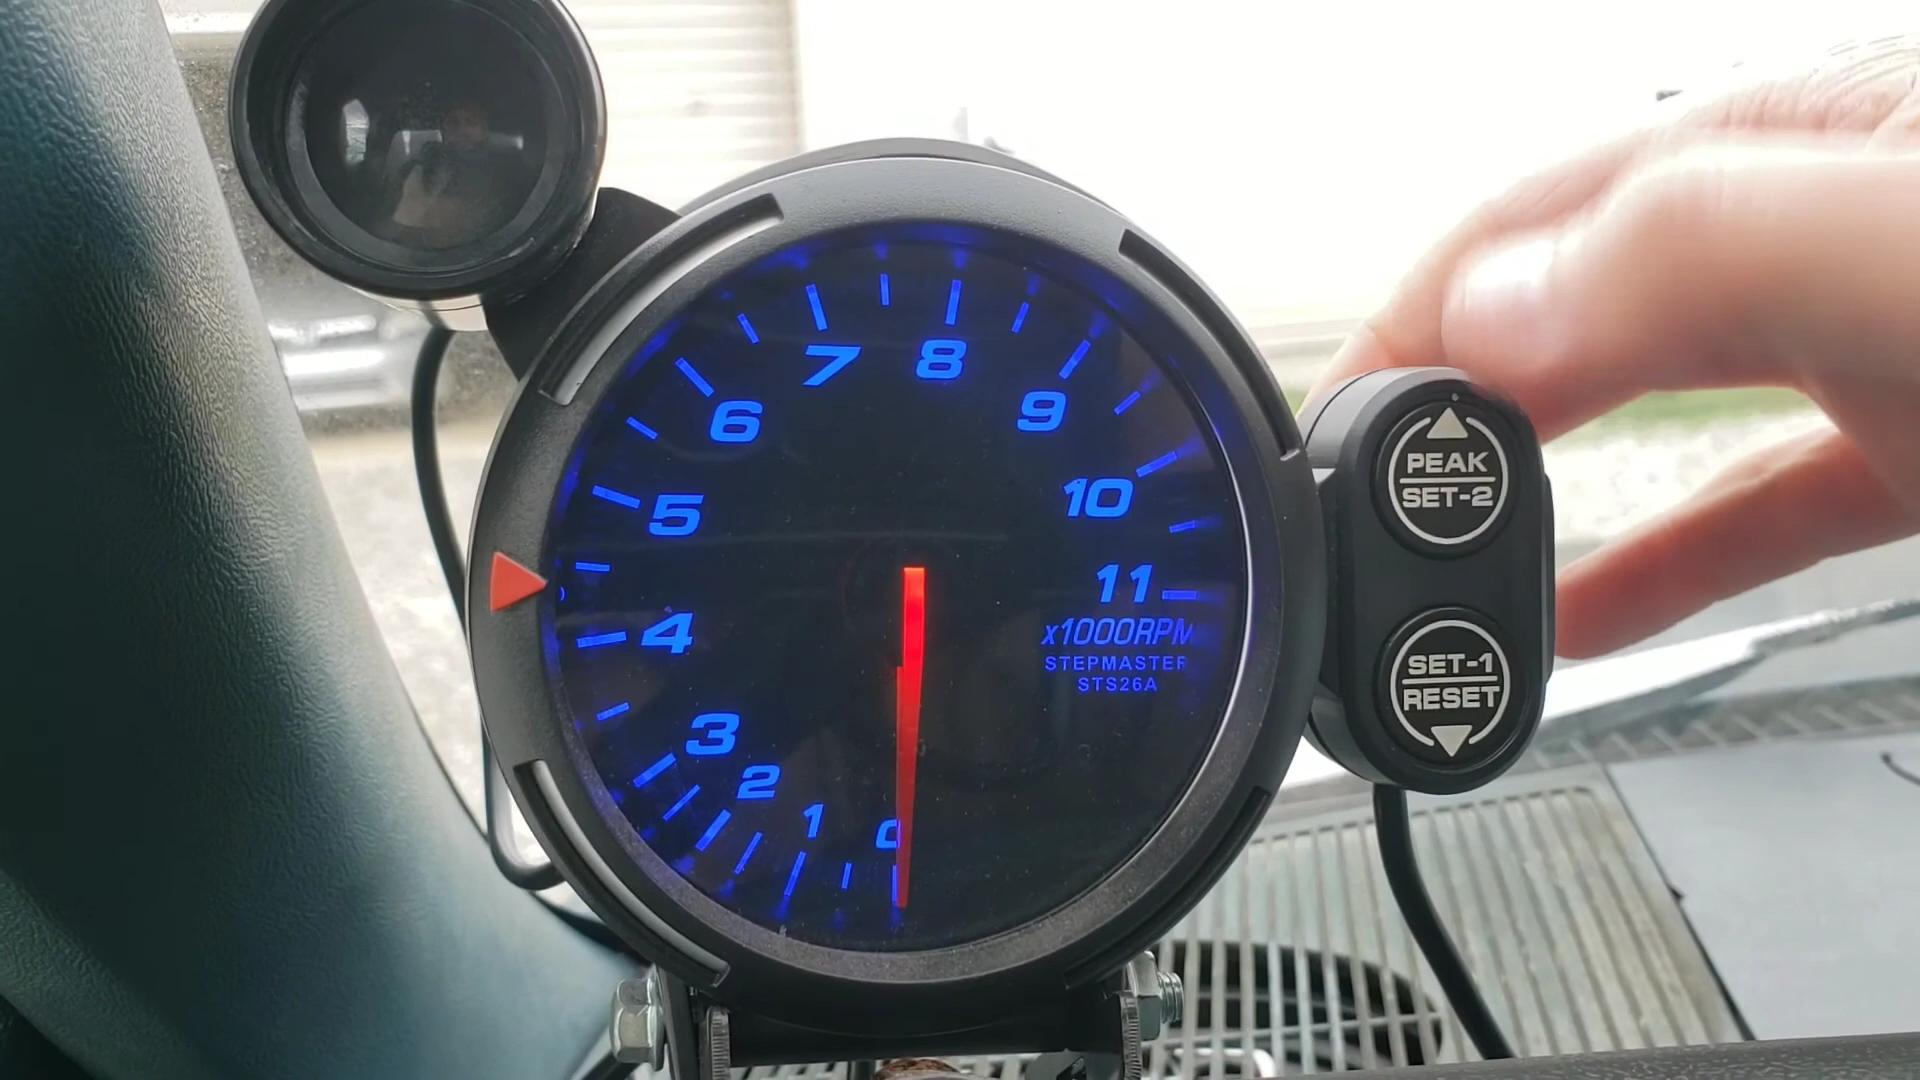 7
8
6
9
5
10
4
11
x1000RPM
STEPMASTER
STS26A
3
2
1
0
PEAK
SET-2
SET-1
RESET